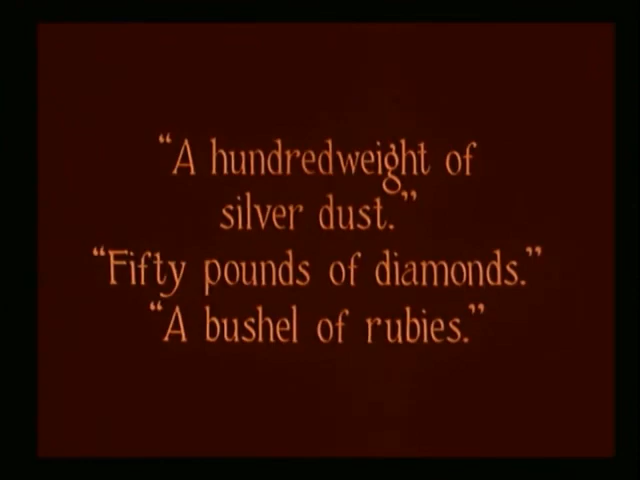 “A hundredweight of
silver dust.”
“Fifty pounds of diamonds.”
“A bushel of rubies.”